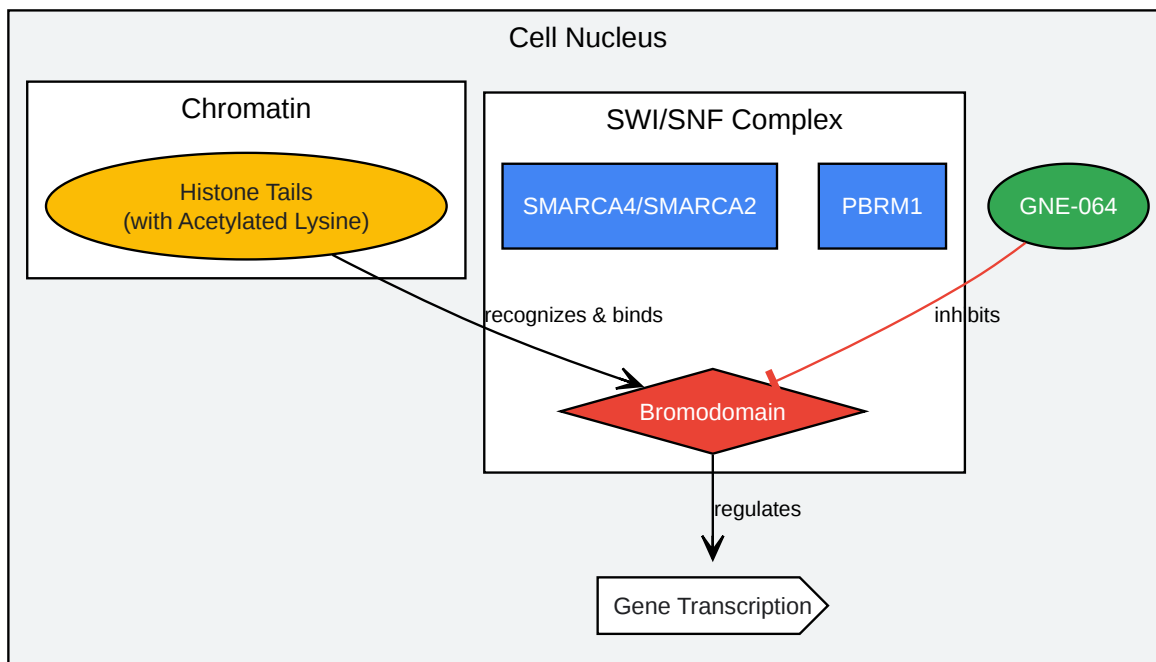 Cell Nucleus
Chromatin
Histone Tails
(with Acetylated Lysine)
SWI/SNF Complex
SMARCA4/SMARCA2
PBRM1
GNE-064
recognizes & binds
inhibits
Bromodomain
regulates
Gene Transcription